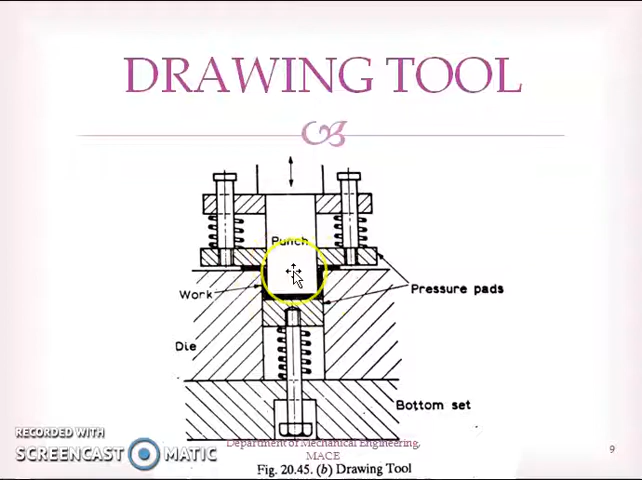 DRAWING TOOL
Punch
Work
Pressure pads
Die
Bottom set
RECORDED WITH
SCREENCAST MATIC
Department of Mechanical Engineering,
MACE
9
Fig. 20.45. (b) Drawing Tool